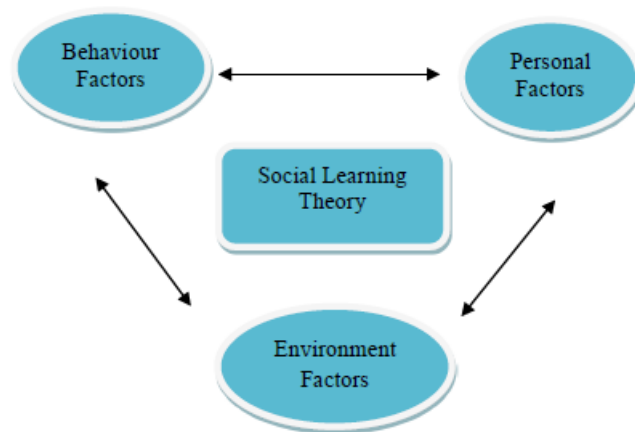 Behaviour
Factors
Personal
Factors
Social Learning
Theory
Environment
Factors